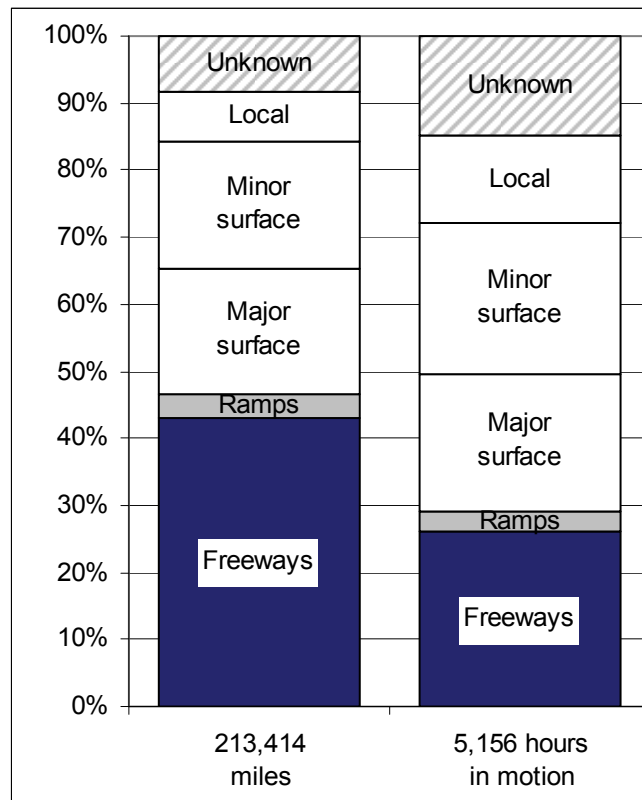 100%
90%
80%
70%
60%
50%
40%
30%
20%
10%
0%
Unknown
Local
Minor
surface
Major
surface
Ramps
Freeways
Unknown
Local
Minor
surface
Major
surface
Ramps
Freeways
213,414
miles
5,156 hours
in motion